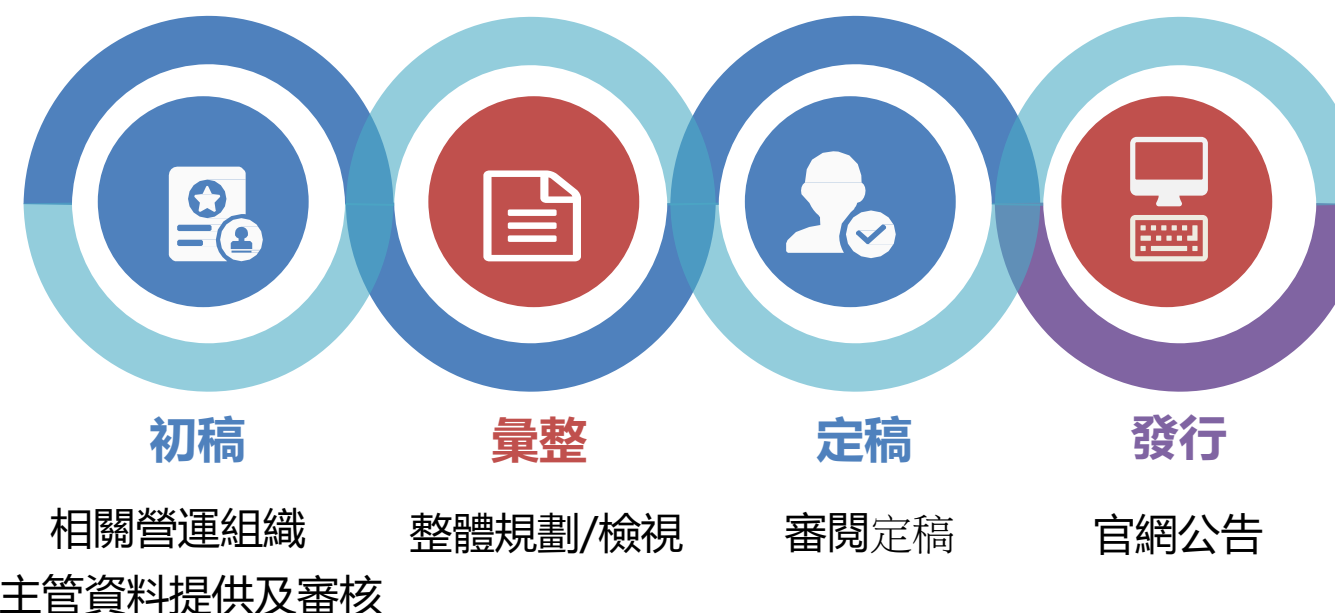 初稿
彙整
定稿
發行
相關營運組織
主管資料提供及審核
整體規劃/檢視
審閱定稿
官網公告